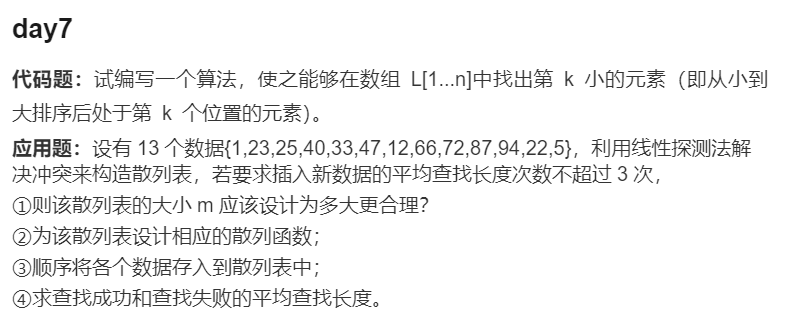 day7
代码题：试编写一个算法，使之能够在数组 L[1...n]中找出第 k 小的元素（即从小到
大排序后处于第 k 个位置的元素）。
应用题：设有 13 个数据{1,23,25,40,33,47,12,66,72,87,94,22,5}，利用线性探测法解
决冲突来构造散列表，若要求插入新数据的平均查找长度次数不超过 3 次，
①则该散列表的大小 m 应该设计为多大更合理？
②为该散列表设计相应的散列函数；
③顺序将各个数据存入到散列表中；
④求查找成功和查找失败的平均查找长度。